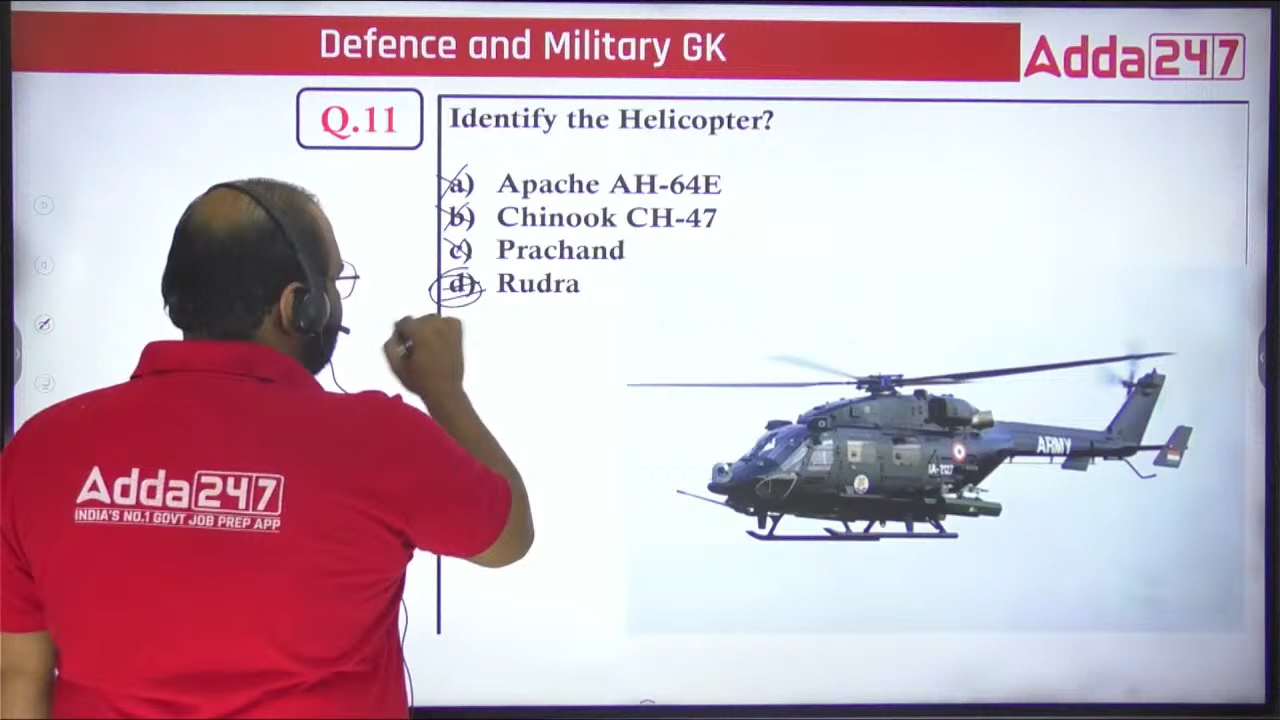 Defence and Military GK
Adda247
Q.11
Identify the Helicopter?
a) Apache AH-64E
b) Chinook CH-47
c) Prachand
d) Rudra
ARMY
Adda247
INDIA'S NO.1 GOVT JOB PREP APP